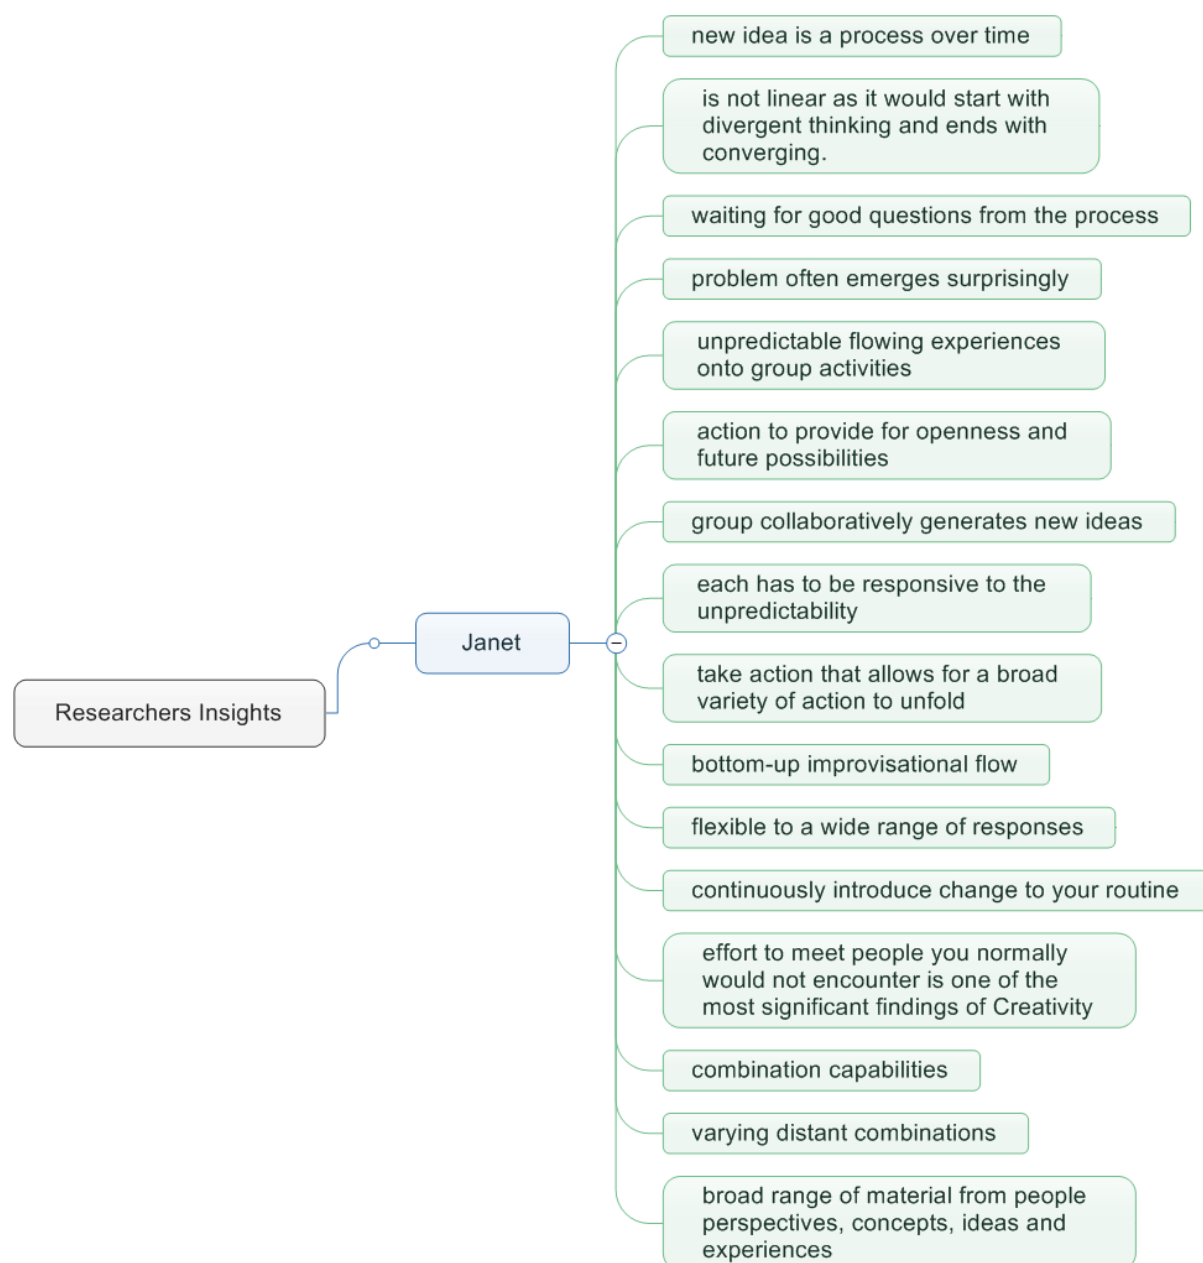 new idea is a process over time
is not linear as it would start with
divergent thinking and ends with
converging.
waiting for good questions from the process
problem often emerges surprisingly
unpredictable flowing experiences
onto group activities
action to provide for openness and
future possibilities
group collaboratively generates new ideas
each has to be responsive to the
unpredictability
Janet
take action that allows for a broad
variety of action to unfold
Researchers Insights
bottom-up improvisational flow
flexible to a wide range of responses
continuously introduce change to your routine
effort to meet people you normally
would not encounter is one of the
most significant findings of Creativity
combination capabilities
varying distant combinations
broad range of material from people
perspectives, concepts, ideas and
experiences